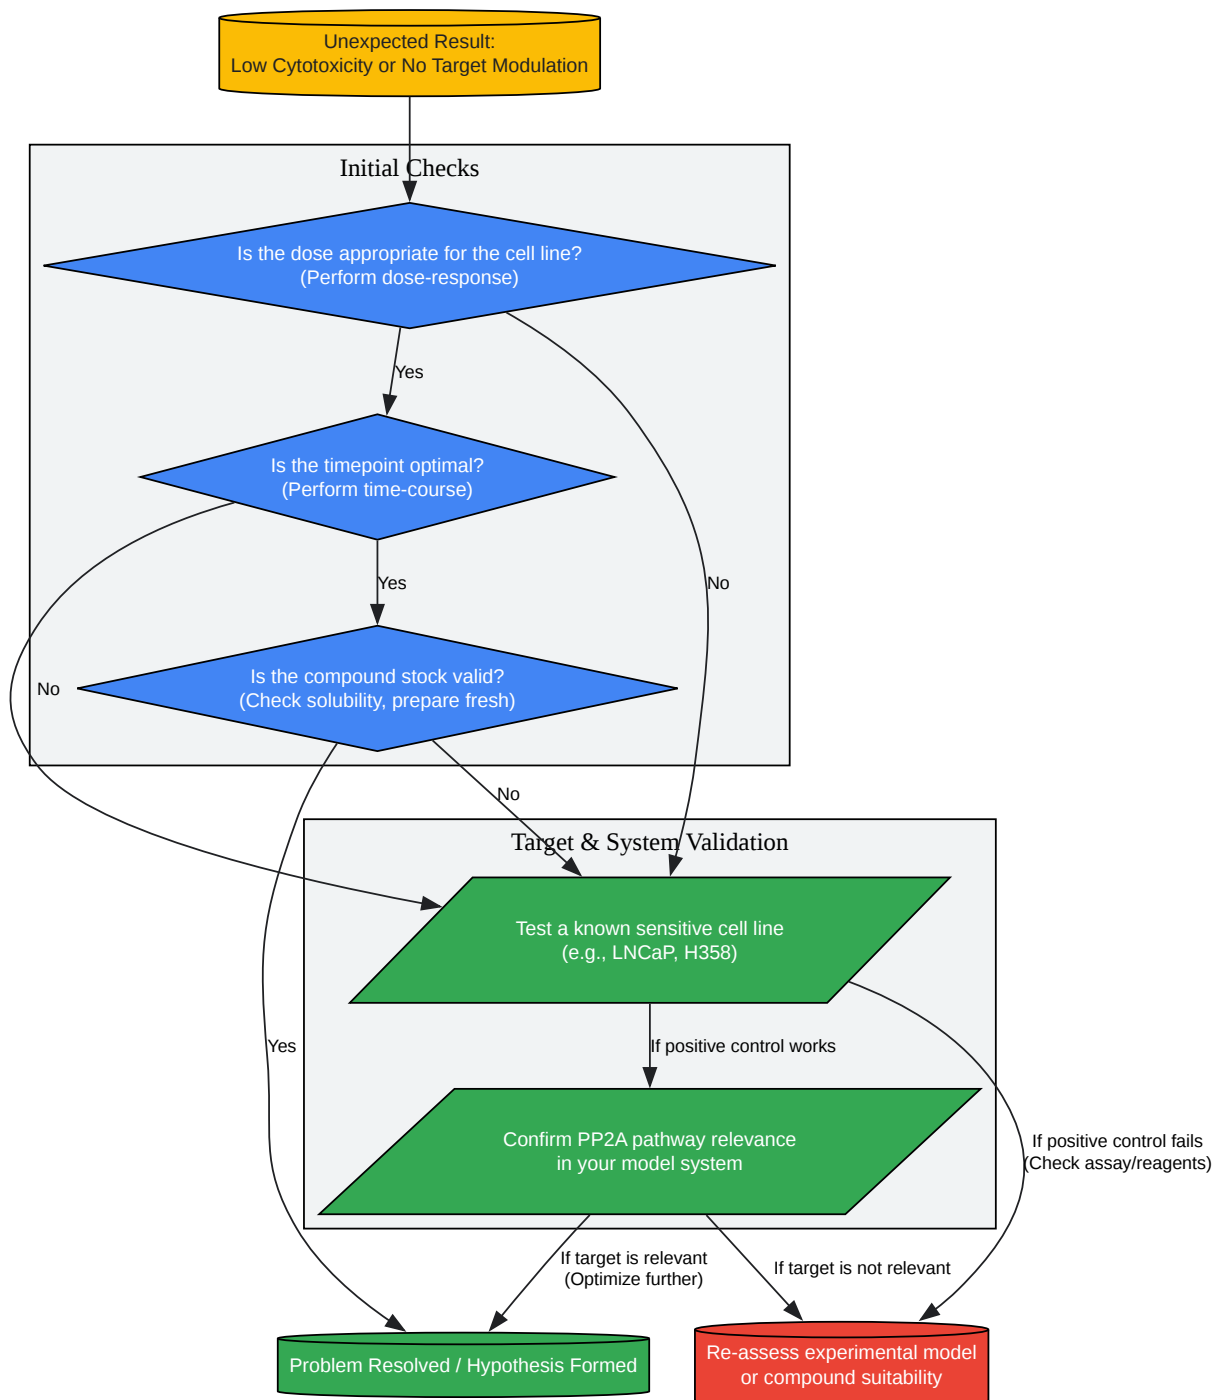 Unexpected Result:
Low Cytotoxicity or No Target Modulation
Initial Checks
Is the dose appropriate for the cell line?
(Perform dose-response)
Yes
Is the timepoint optimal?
(Perform time-course)
Yes
No
Is the compound stock valid?
(Check solubility, prepare fresh)
No
No
Target & System Validation
Test a known sensitive cell line
(e.g., LNCaP, H358)
Yes
If positive control works
Confirm PP2A pathway relevance
in your model system
If positive control fails
(Check assay/reagents)
If target is relevant
(Optimize further)
If target is not relevant
Problem Resolved / Hypothesis Formed
Re-assess experimental model
or compound suitability